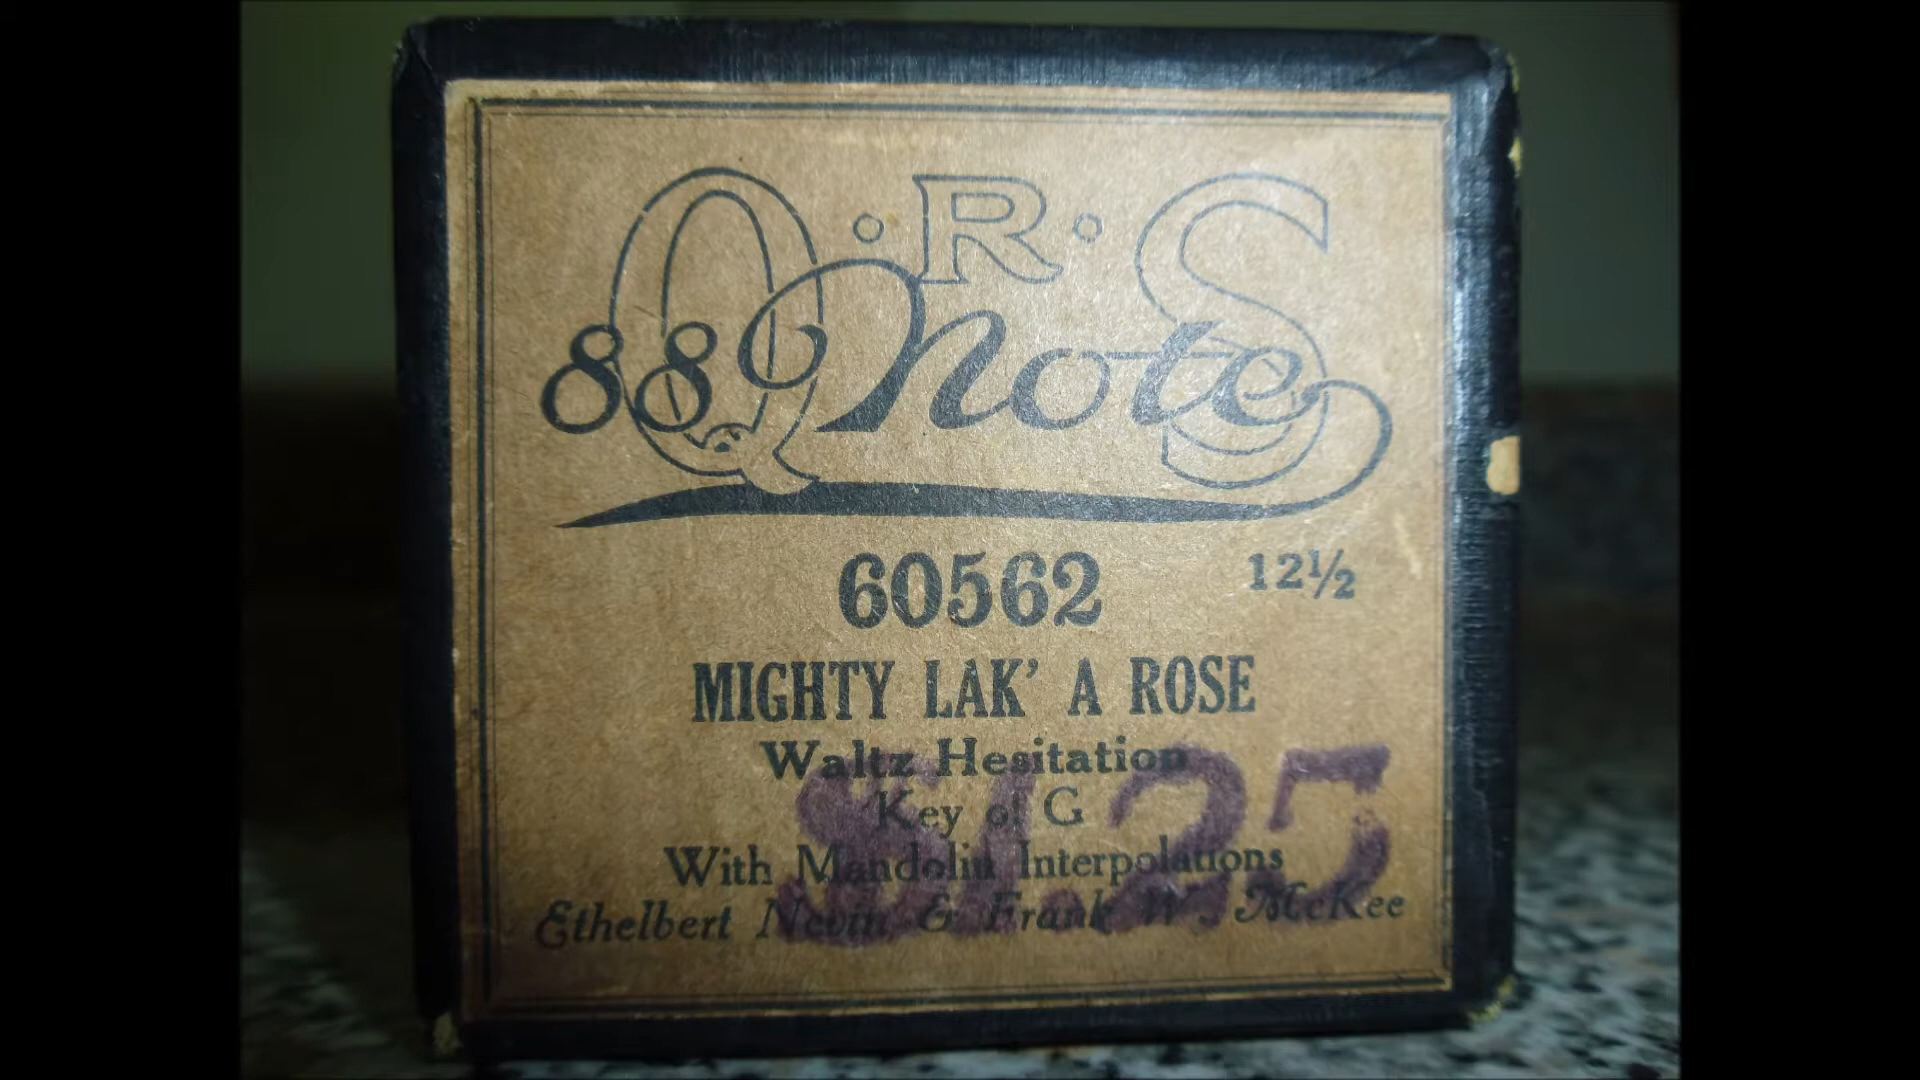 Q·R·S
88 Note
60562 12½
MIGHTY LAK' A ROSE
Waltz Hesitation
Key of G
With Mandolin Interpolations
Ethelbert Nevin & Frank W. McKee
$1.25